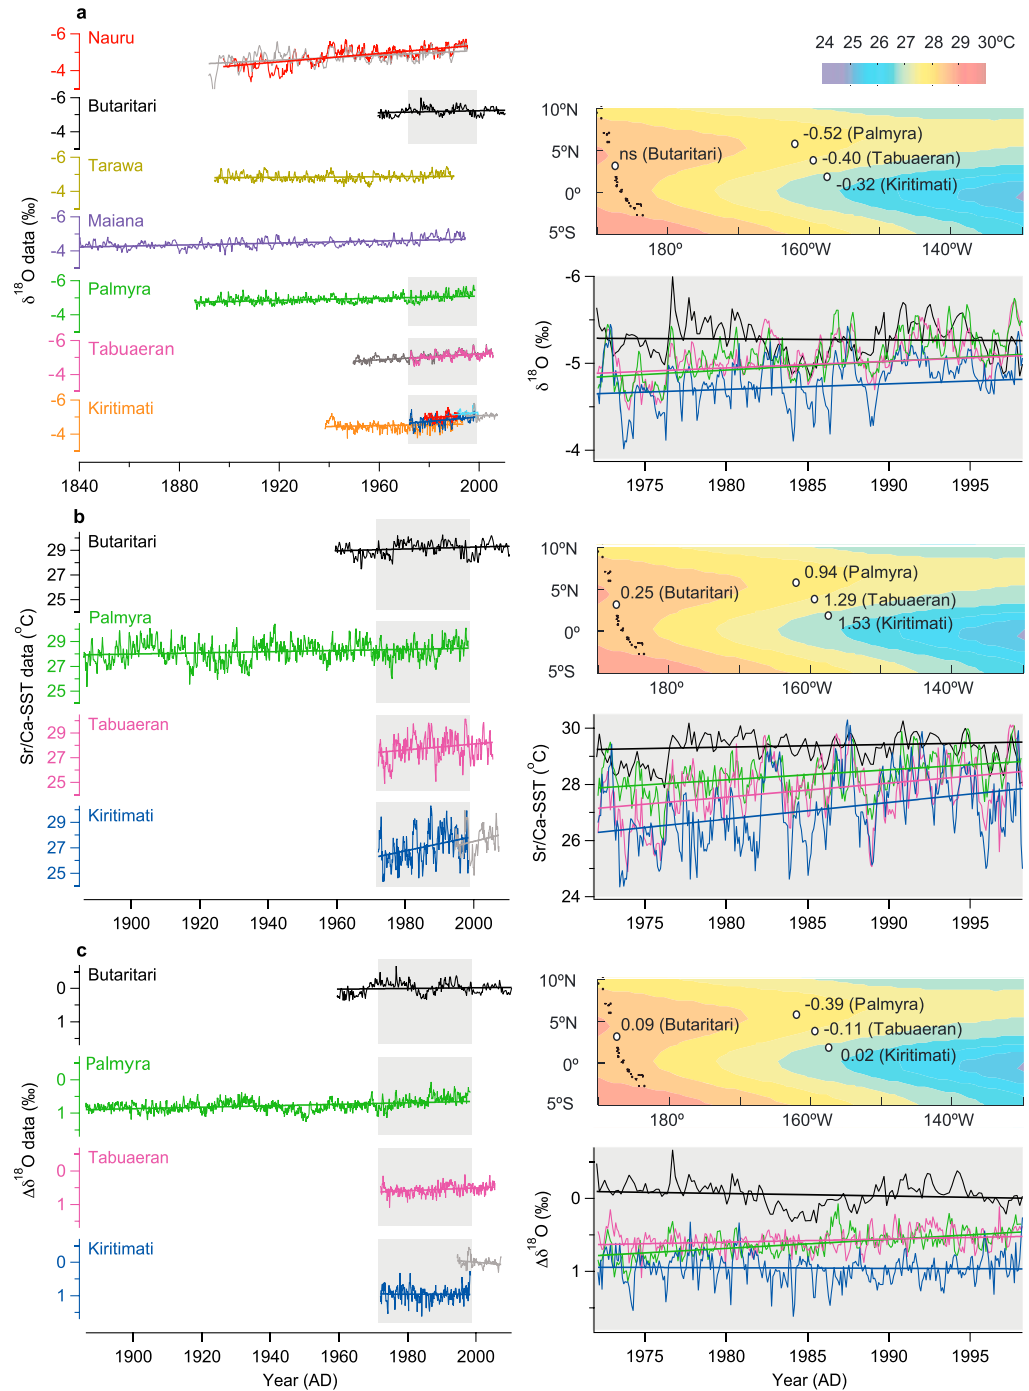 a
-6
-4
Nauru
-6
-4
Butaritari
-6
-4
Tarawa
-6
-4
Maiana
-6
-4
Palmyra
-6
-4
Tabuaeran
-6
-4
Kiritimati
δ18O data (‰)
1840 1880 1920 1960 2000
24 25 26 27 28 29 30ºC
10ºN
5ºN
0º
5ºS
-0.52 (Palmyra)
ns (Butaritari)
-0.40 (Tabuaeran)
-0.32 (Kiritimati)
180º 160ºW 140ºW
-6
-5
-4
δ18O (‰)
1975 1980 1985 1990 1995
b
Butaritari
29
27
25
Palmyra
29
28
27
25
Tabuaeran
29
27
25
Kiritimati
29
27
25
Sr/Ca-SST data (oC)
1900 1920 1940 1960 1980 2000
10ºN
5ºN
0º
5ºS
0.94 (Palmyra)
0.25 (Butaritari)
1.29 (Tabuaeran)
1.53 (Kiritimati)
180º 160ºW 140ºW
30
28
26
24
Sr/Ca-SST (oC)
1975 1980 1985 1990 1995
c
Butaritari
0
1
Palmyra
0
1
Tabuaeran
0
1
Kiritimati
0
1
Δδ18O data (‰)
1900 1920 1940 1960 1980 2000
Year (AD)
10ºN
5ºN
0º
5ºS
-0.39 (Palmyra)
0.09 (Butaritari)
-0.11 (Tabuaeran)
0.02 (Kiritimati)
180º 160ºW 140ºW
0
1
Δδ18O (‰)
1975 1980 1985 1990 1995
Year (AD)